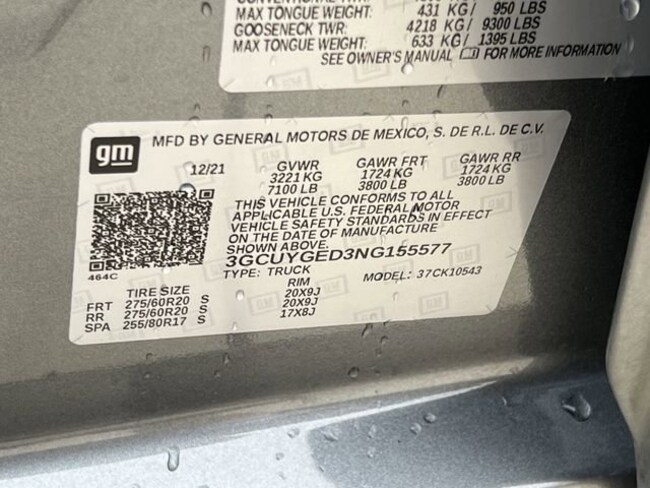 MAX TONGUE WEIGHT: 431 KG / 950 LBS
GOOSENECK TWR: 4218 KG / 9300 LBS
MAX TONGUE WEIGHT: 633 KG / 1395 LBS
SEE OWNER'S MANUAL FOR MORE INFORMATION
gm
MFD BY GENERAL MOTORS DE MEXICO, S. DE R.L. DE C.V.
12/21 GVWR GAWR FRT GAWR RR
3221 KG 1724 KG 1724 KG
7100 LB 3800 LB 3800 LB
THIS VEHICLE CONFORMS TO ALL
APPLICABLE U.S. FEDERAL MOTOR
VEHICLE SAFETY STANDARDS IN EFFECT
ON THE DATE OF MANUFACTURE
SHOWN ABOVE.
3GCUYGED3NG155577
464C
TYPE: TRUCK MODEL: 37CK10543
TIRE SIZE RIM
FRT 275/60R20 S 20X9J
RR 275/60R20 S 20X9J
SPA 255/80R17 S 17X8J